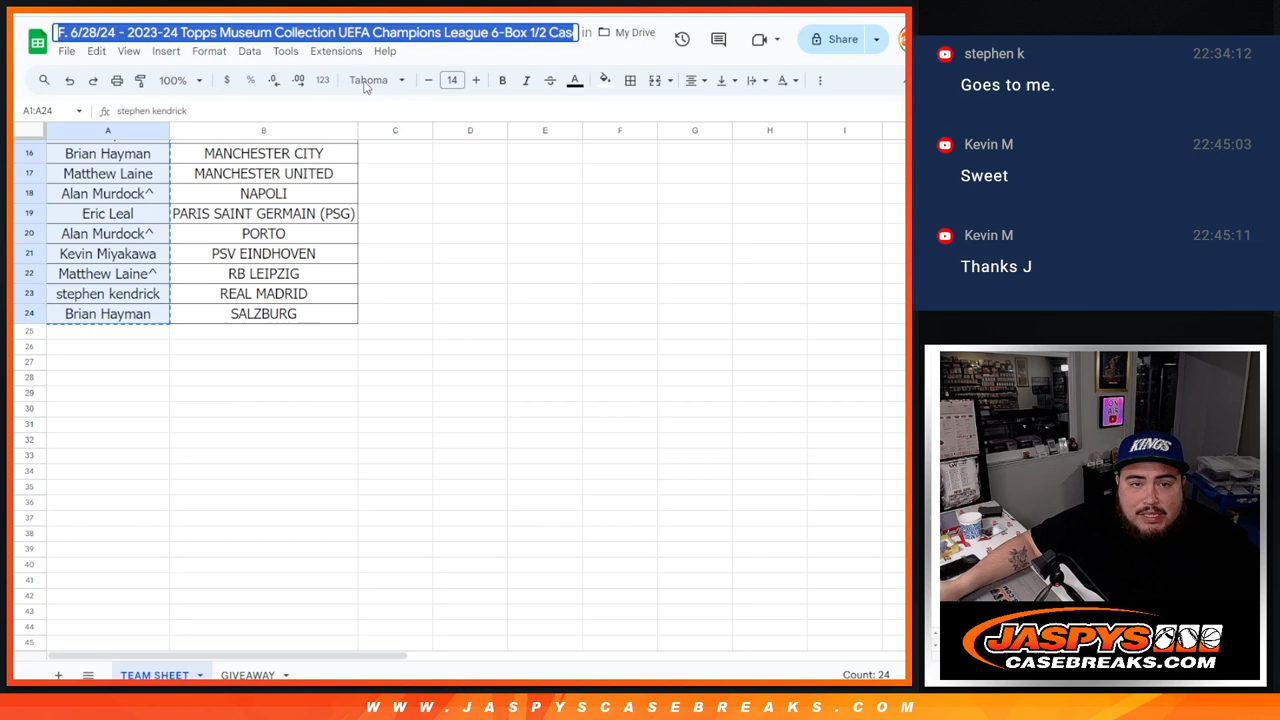 F. 6/28/24 - 2023-24 Topps Museum Collection UEFA Champions League 6-Box 1/2 Case in My Drive
Share
File Edit View Insert Format Data Tools Extensions Help
100% $ % .0 .00 123 Tahoma 14 B I A
A1:A24 fx stephen kendrick
A B C D E F G H I
16 Brian Hayman MANCHESTER CITY
17 Matthew Laine MANCHESTER UNITED
18 Alan Murdock^ NAPOLI
19 Eric Leal PARIS SAINT GERMAIN (PSG)
20 Alan Murdock^ PORTO
21 Kevin Miyakawa PSV EINDHOVEN
22 Matthew Laine^ RB LEIPZIG
23 stephen kendrick REAL MADRID
24 Brian Hayman SALZBURG
25
26
27
28
29
30
31
32
33
34
35
36
37
38
39
40
41
42
43
44
45
TEAM SHEET GIVEAWAY Count: 24
stephen k 22:34:12
Goes to me.
Kevin M 22:45:03
Sweet
Kevin M 22:45:11
Thanks J
ON AIR
KINGS
JASPYS
CASEBREAKS.COM
WWW.JASPYSCASEBREAKS.COM